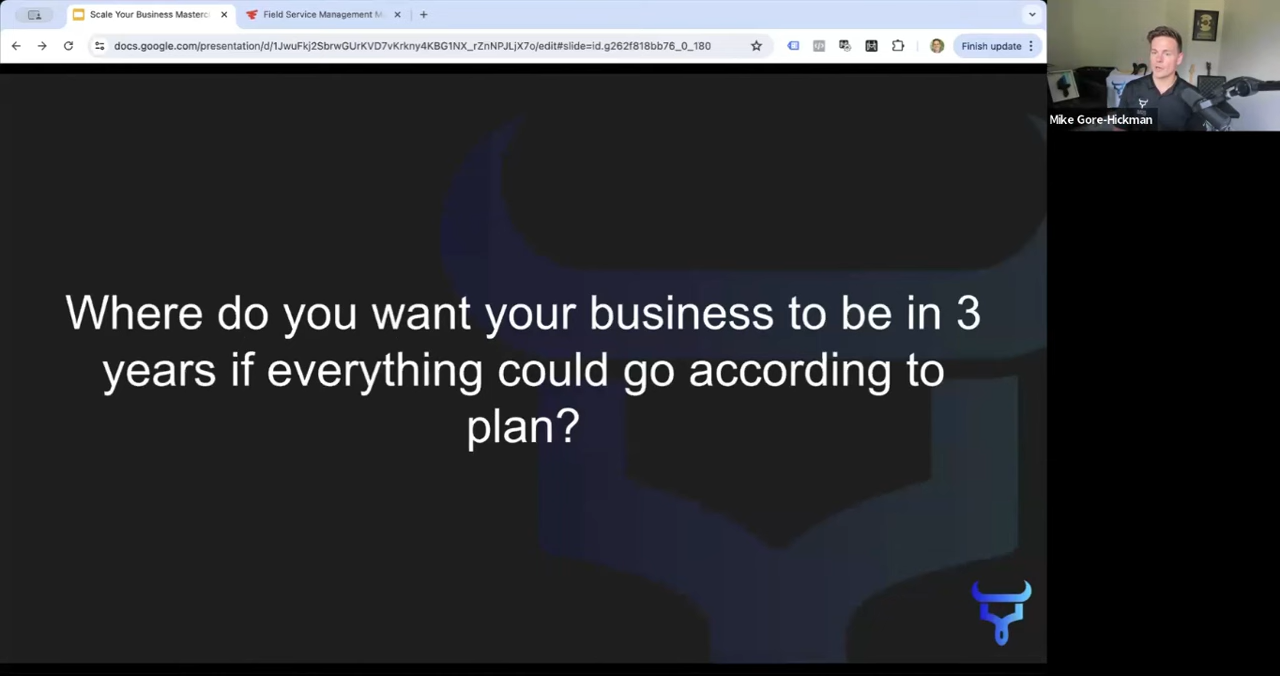 Scale Your Business Masterc
Field Service Management M
docs.google.com/presentation/d/1JwuFkj2SbrwGUrKVD7vKrkny4KBG1NX_rZnNPJLjX7o/edit#slide=id.g262f818bb76_0_180
Finish update
Mike Gore-Hickman
Where do you want your business to be in 3
years if everything could go according to
plan?